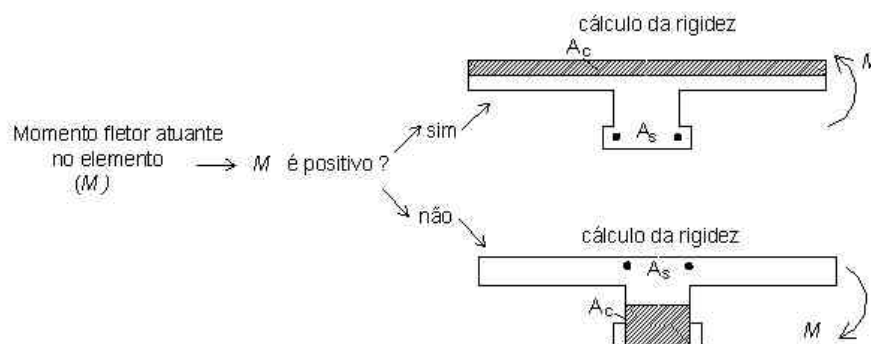 cálculo da rigidez
Ac
M
As
sim
Momento fletor atuante
no elemento
(M)
M é positivo ?
não
cálculo da rigidez
As
Ac
M